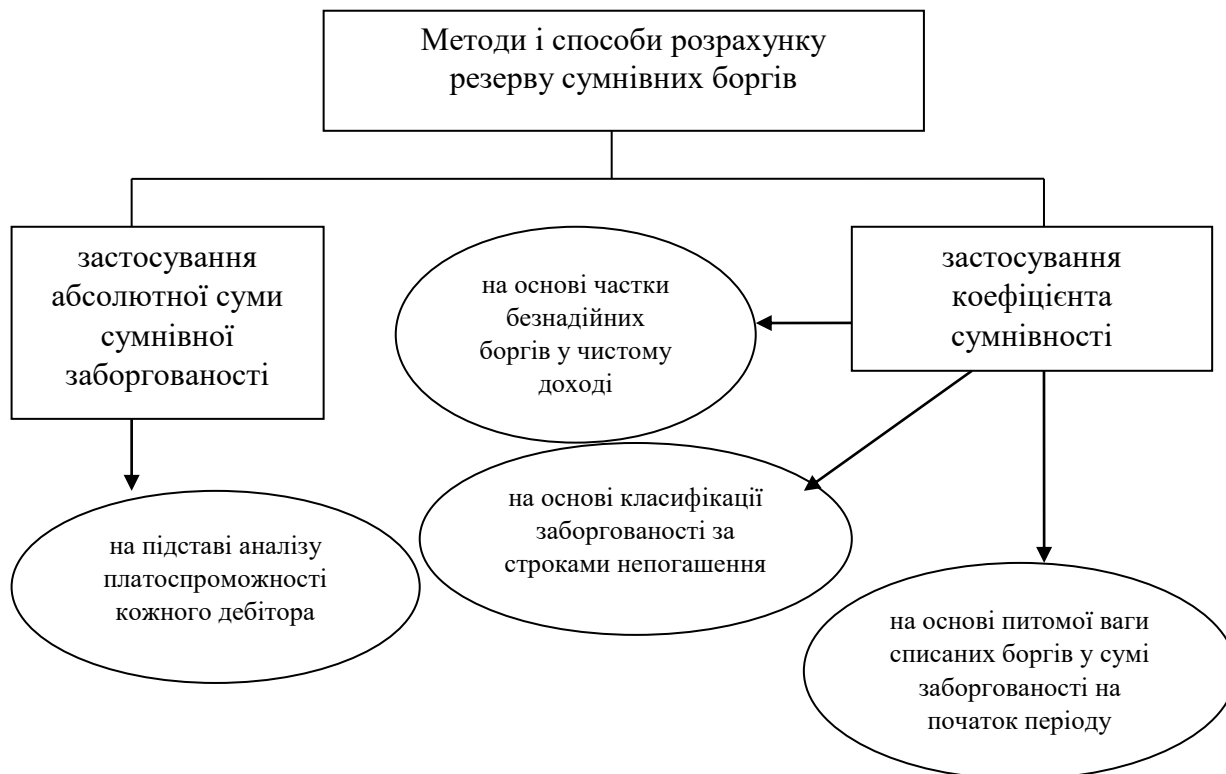 Методи і способи розрахунку
резерву сумнівних боргів
застосування
абсолютної суми
сумнівної
заборгованості
на основі частки
безнадійних
боргів у чистому
доході
застосування
коефіцієнта
сумнівності
на підставі аналізу
платоспроможності
кожного дебітора
на основі класифікації
заборгованості за
строками непогашення
на основі питомої ваги
списаних боргів у сумі
заборгованості на
початок періоду